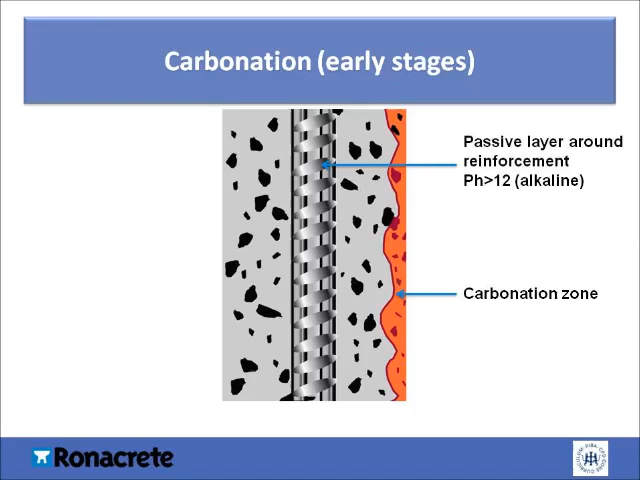 Carbonation (early stages)
Passive layer around
reinforcement
Ph>12 (alkaline)
Carbonation zone
Ronacrete